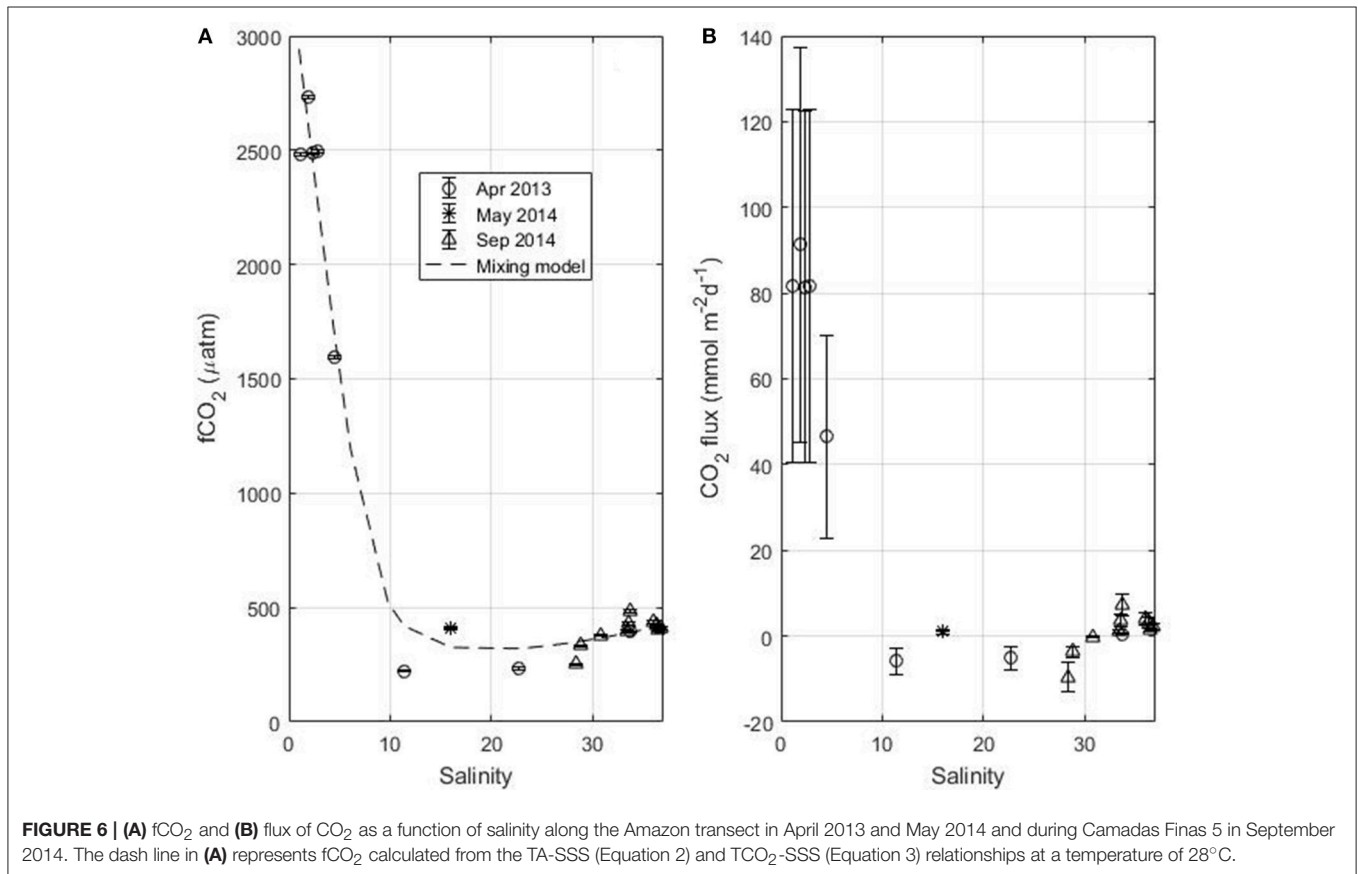 A
3000
2500
2000
1500
1000
500
0
fCO2 (μatm)
Apr 2013
May 2014
Sep 2014
Mixing model
0 10 20 30
Salinity
B
140
120
100
80
60
40
20
0
-20
CO2 flux (mmol m-2d-1)
0 10 20 30
Salinity
FIGURE 6 | (A) fCO2 and (B) flux of CO2 as a function of salinity along the Amazon transect in April 2013 and May 2014 and during Camadas Finas 5 in September
2014. The dash line in (A) represents fCO2 calculated from the TA-SSS (Equation 2) and TCO2-SSS (Equation 3) relationships at a temperature of 28°C.